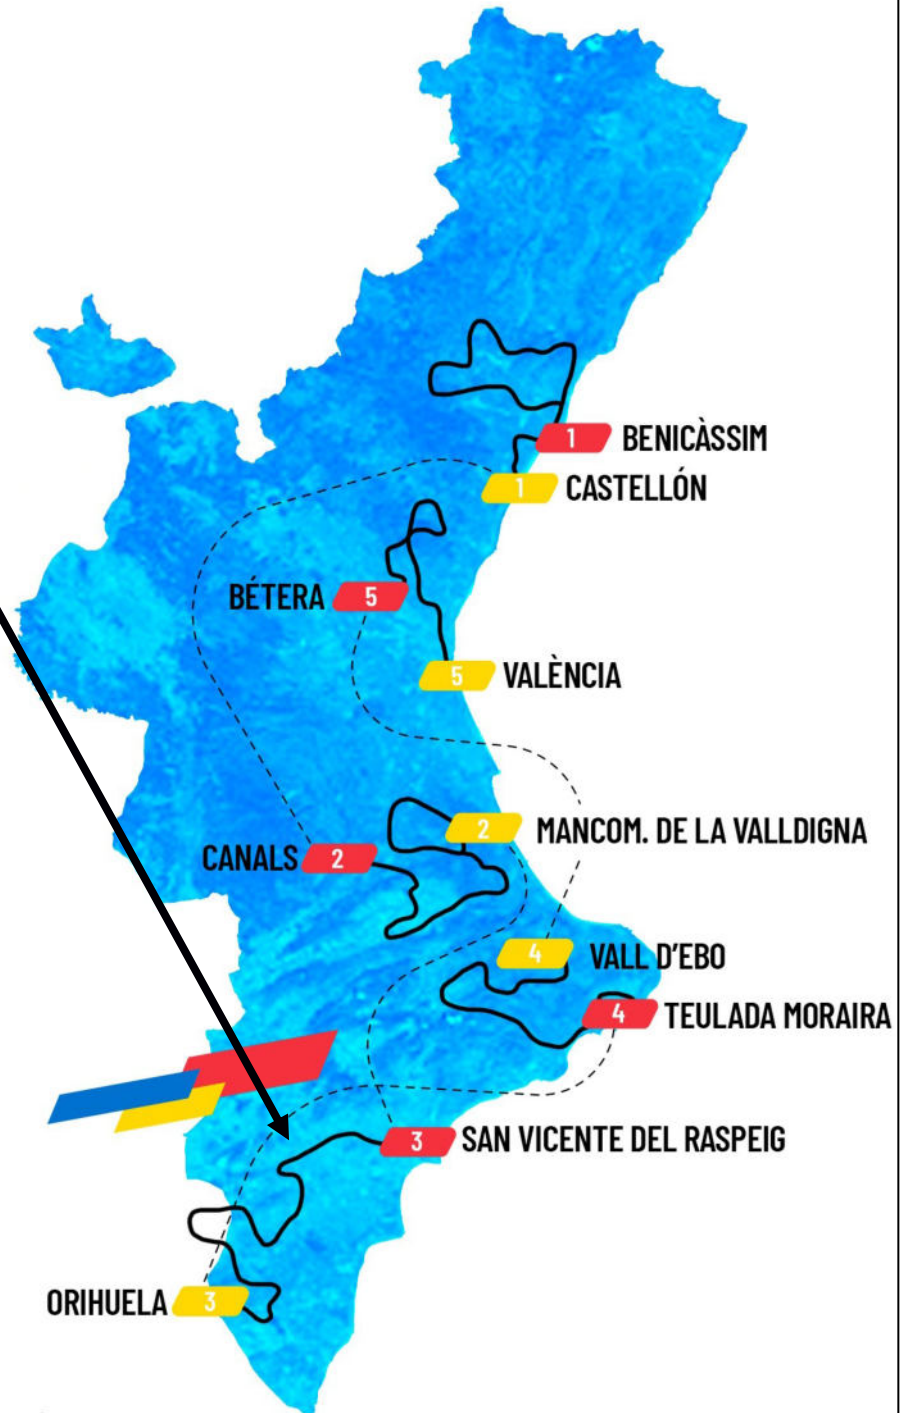 1 BENICÀSSIM
1 CASTELLÓN
BÉTERA 5
5 VALÈNCIA
2 MANCOM. DE LA VALLDIGNA
CANALS 2
4 VALL D'EBO
4 TEULADA MORAIRA
3 SAN VICENTE DEL RASPEIG
ORIHUELA 3